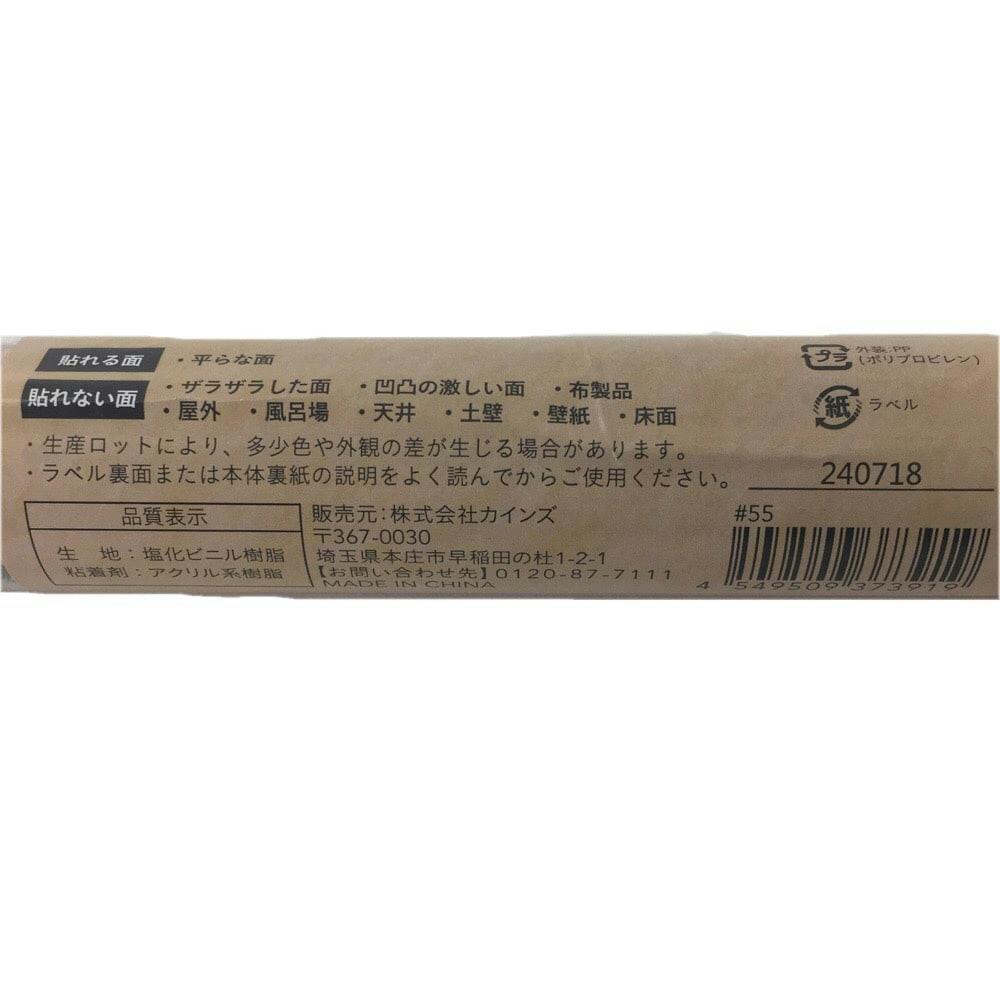 貼れる面 ・平らな面
貼れない面 ・ザラザラした面 ・凹凸の激しい面 ・布製品
・屋外 ・風呂場 ・天井 ・土壁 ・壁紙 ・床面
・生産ロットにより、多少色や外観の差が生じる場合があります。
・ラベル裏面または本体裏紙の説明をよく読んでからご使用ください。
プラ 外装:PP
(ポリプロピレン)
紙 ラベル
240718
品質表示
生 地:塩化ビニル樹脂
粘着剤:アクリル系樹脂
販売元:株式会社カインズ
〒367-0030
埼玉県本庄市早稲田の杜1-2-1
【お問い合わせ先】0120-87-7111
MADE IN CHINA
#55
4 549509 373919